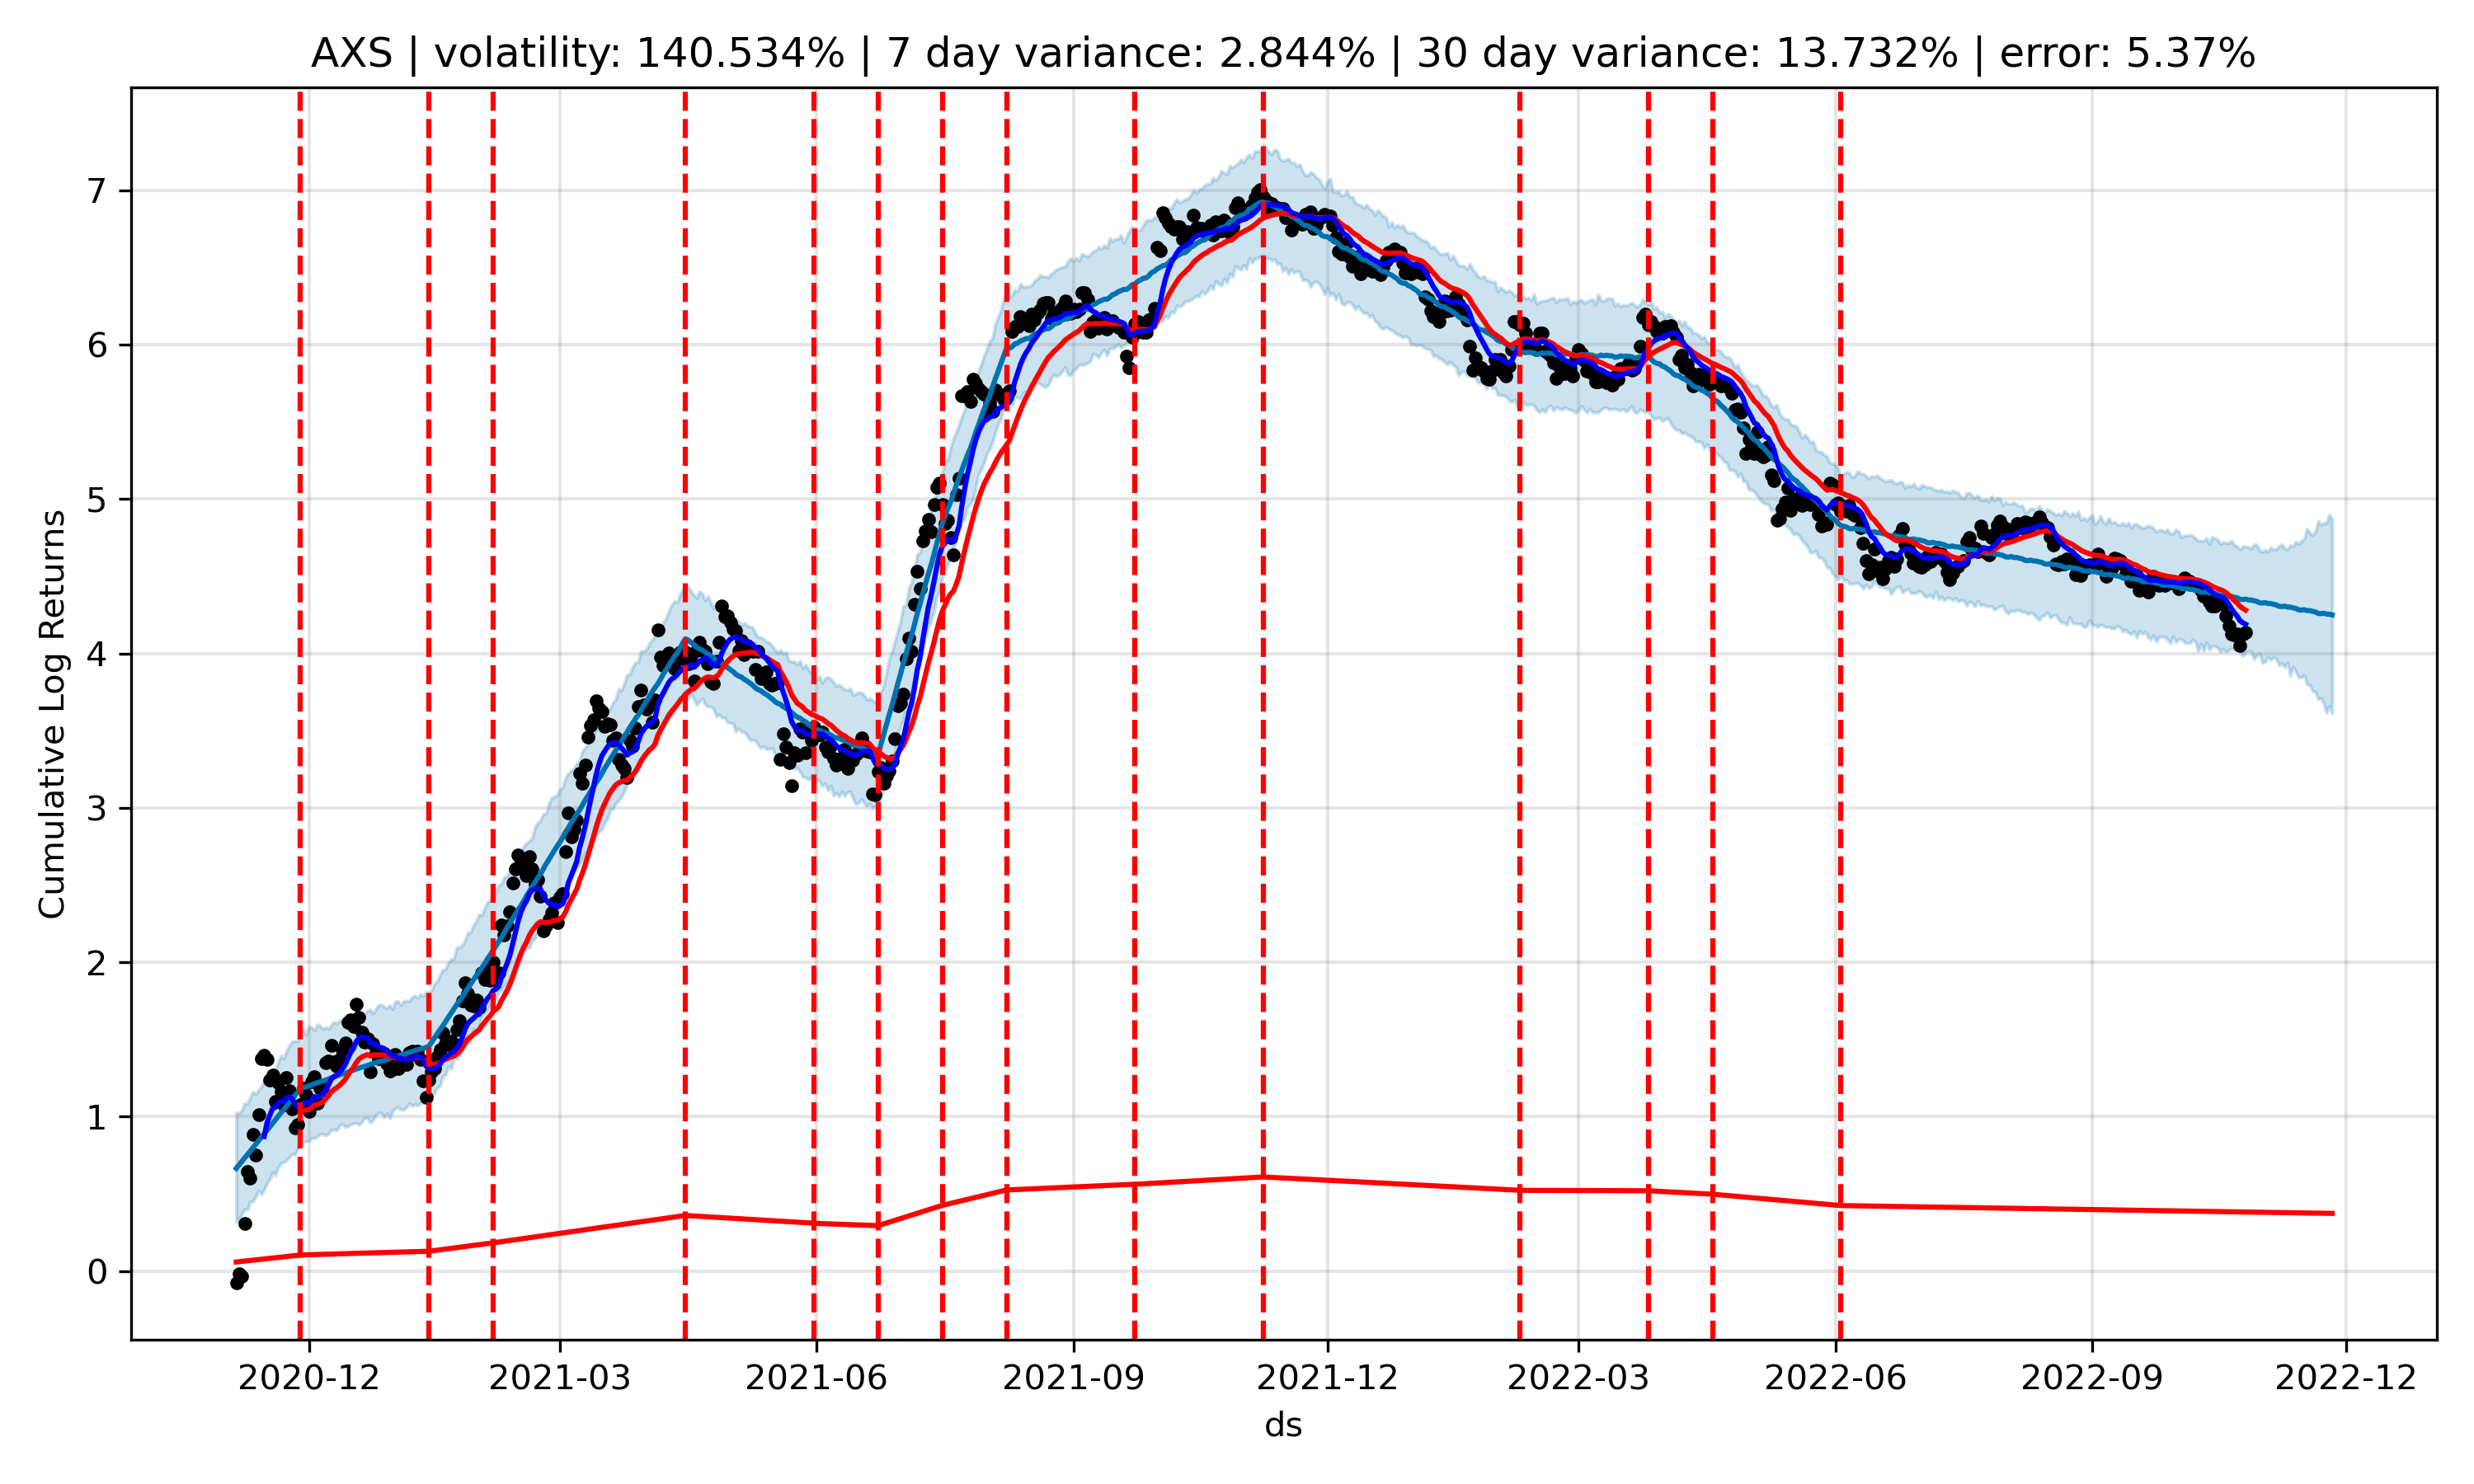 AXS | volatility: 140.534% | 7 day variance: 2.844% | 30 day variance: 13.732% | error: 5.37%
Cumulative Log Returns
7
6
5
4
3
2
1
0
2020-12 2021-03 2021-06 2021-09 2021-12 2022-03 2022-06 2022-09 2022-12
ds